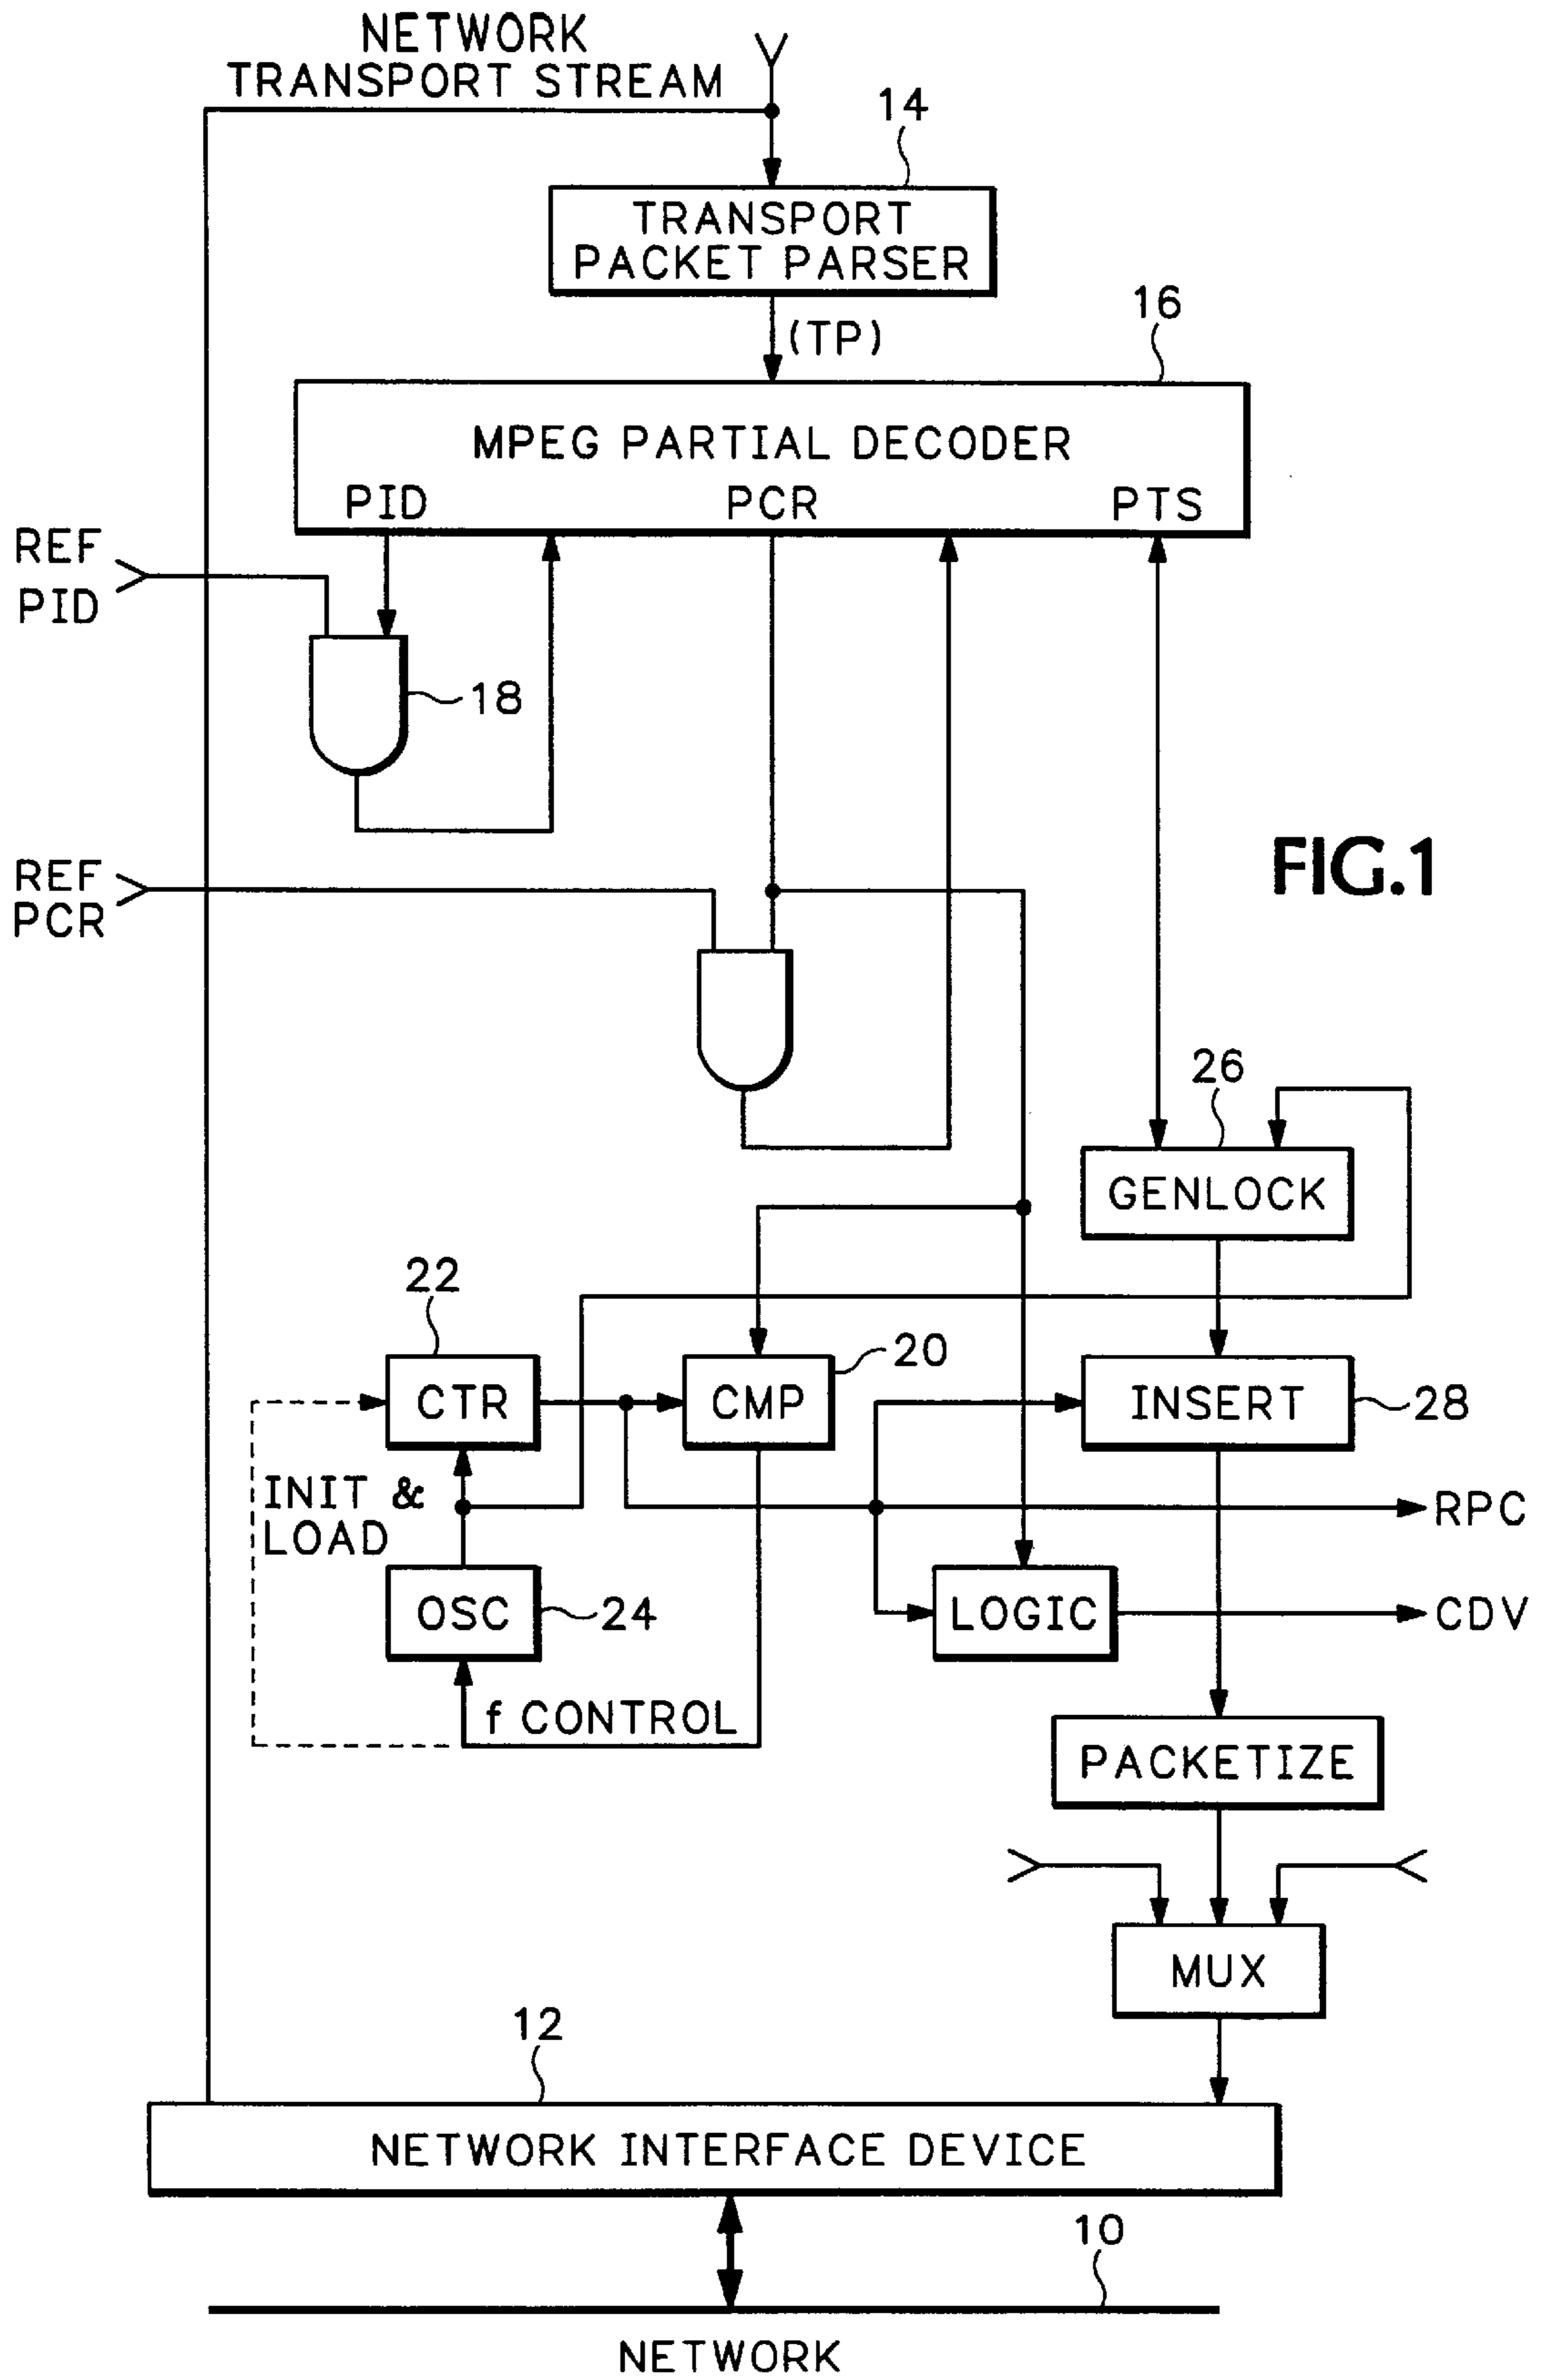 NETWORK
TRANSPORT STREAM
14
TRANSPORT
PACKET PARSER
(TP)
16
MPEG PARTIAL DECODER
PID PCR PTS
REF
PID
18
FIG.1
REF
PCR
26
GENLOCK
22
20
CTR
CMP
INSERT
28
INIT &
LOAD
RPC
OSC
24
LOGIC
CDV
f CONTROL
PACKETIZE
MUX
12
NETWORK INTERFACE DEVICE
10
NETWORK